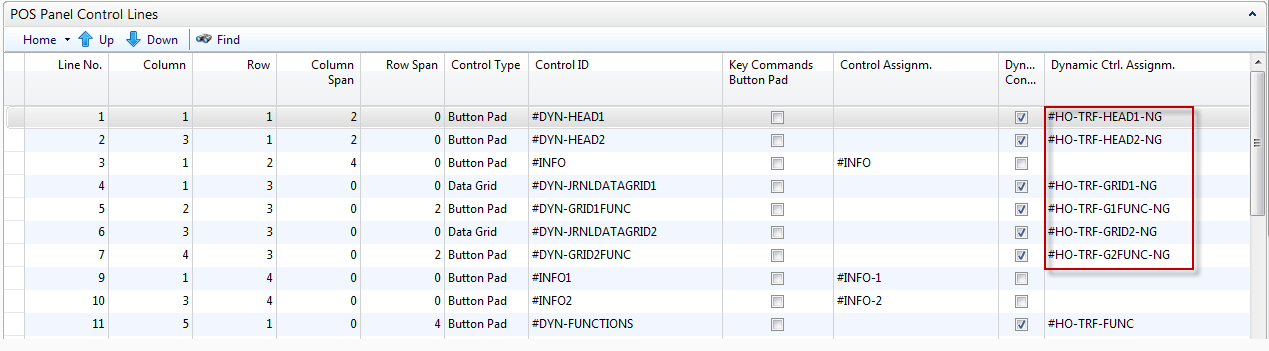 POS Panel Control Lines
Home Up Down Find
Line No. Column Row Column Span Row Span Control Type Control ID Key Commands Button Pad Control Assignm. Dyn... Con... Dynamic Ctrl. Assignm.
1 1 1 2 0 Button Pad #DYN-HEAD1 #HO-TRF-HEAD1-NG
2 3 1 2 0 Button Pad #DYN-HEAD2 #HO-TRF-HEAD2-NG
3 1 2 4 0 Button Pad #INFO #INFO
4 1 3 0 0 Data Grid #DYN-JRNLDATAGRID1 #HO-TRF-GRID1-NG
5 2 3 0 2 Button Pad #DYN-GRID1FUNC #HO-TRF-G1FUNC-NG
6 3 3 0 0 Data Grid #DYN-JRNLDATAGRID2 #HO-TRF-GRID2-NG
7 4 3 0 2 Button Pad #DYN-GRID2FUNC #HO-TRF-G2FUNC-NG
9 1 4 0 0 Button Pad #INFO1 #INFO-1
10 3 4 0 0 Button Pad #INFO2 #INFO-2
11 5 1 0 4 Button Pad #DYN-FUNCTIONS #HO-TRF-FUNC